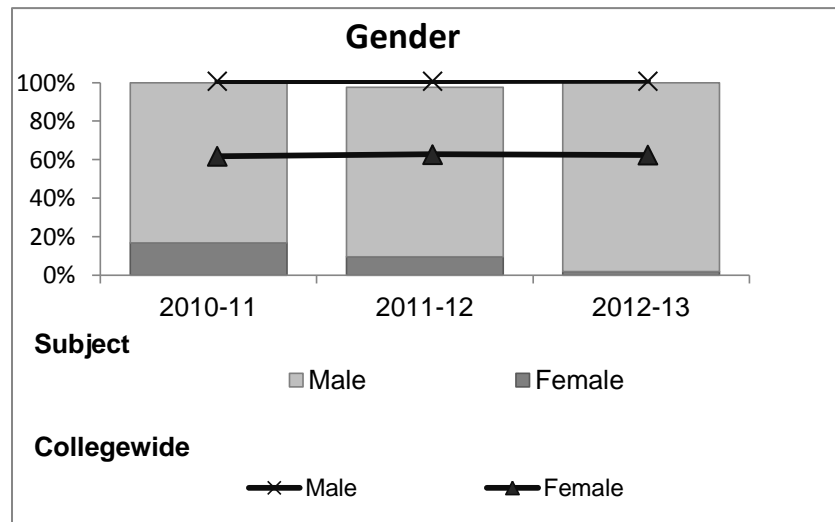 Gender
100%
80%
60%
40%
20%
0%
2010-11 2011-12 2012-13
Subject
Male Female
Collegewide
Male Female